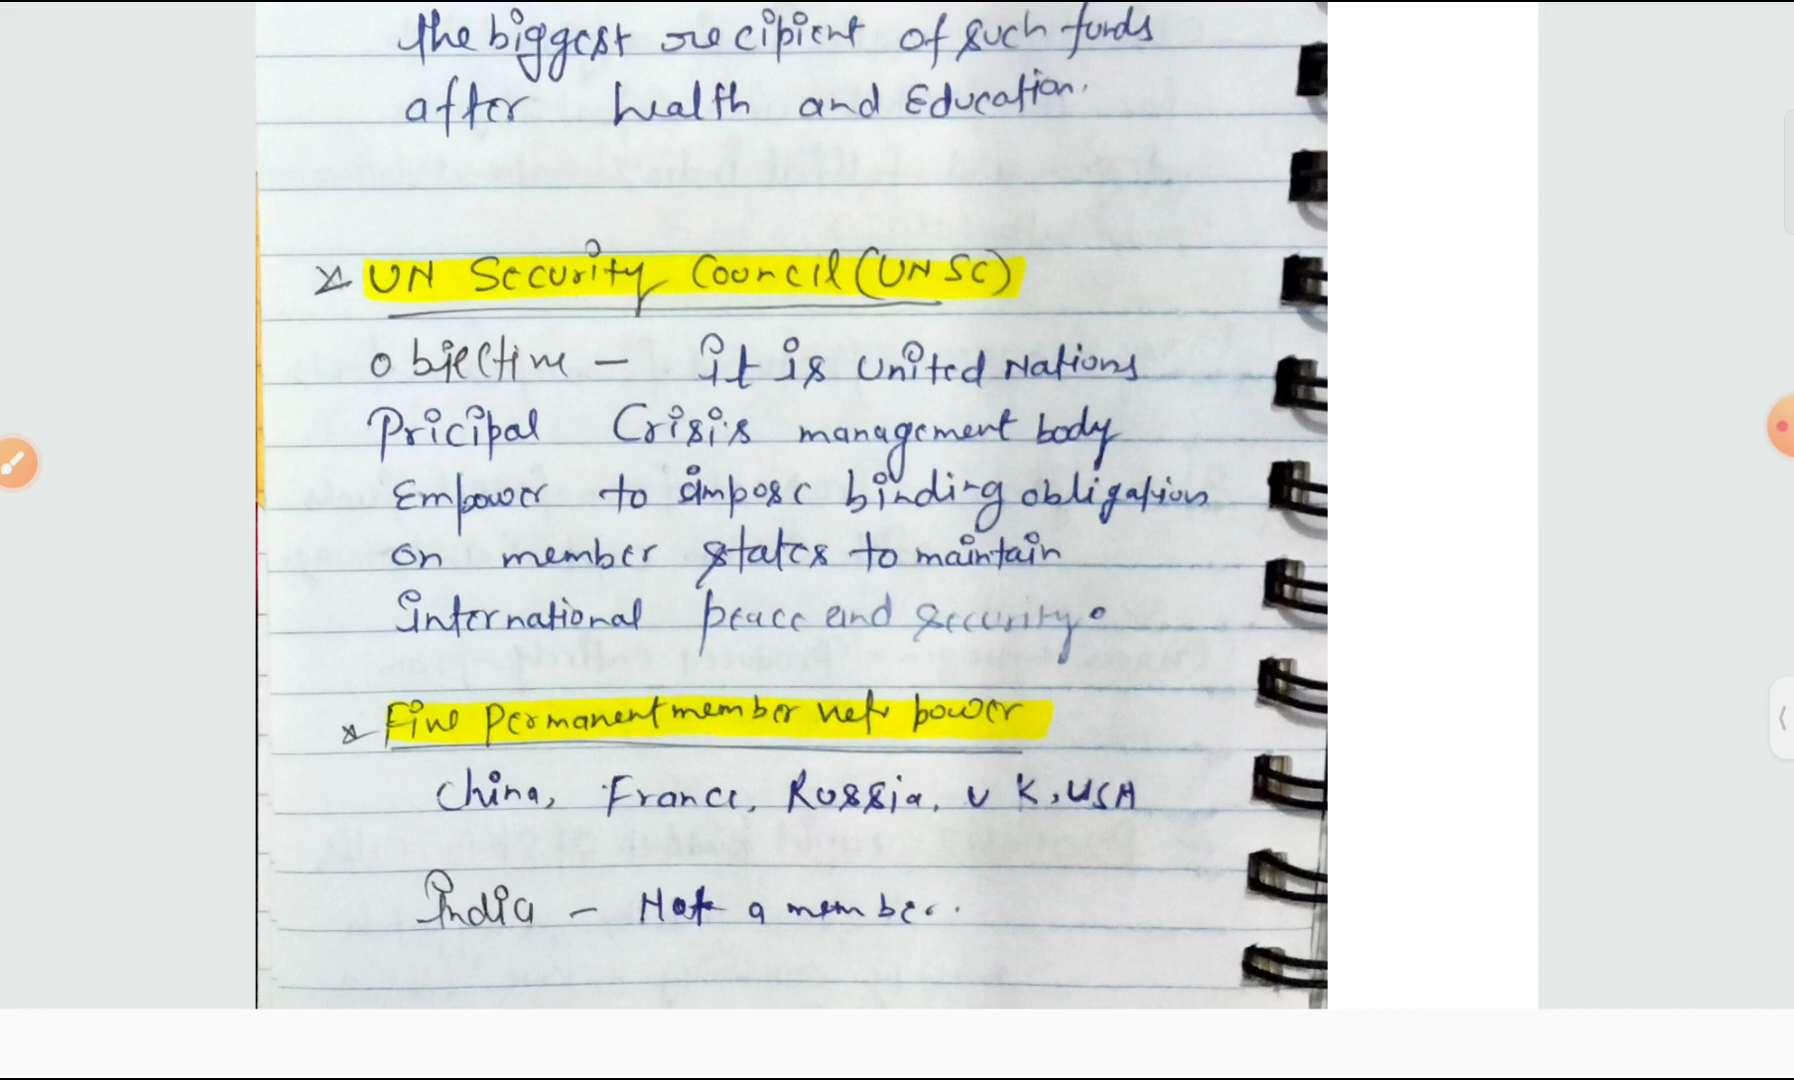 the biggest recipient of such funds
after health and Education.
UN Security Council (UNSC)
Objective – it is United Nations
Pricipal Crisis management body
Empower to impose binding obligations
on member states to maintain
international peace and security.
Five permanent member veto power
China, France, Russia, UK, USA
India – Not a member.